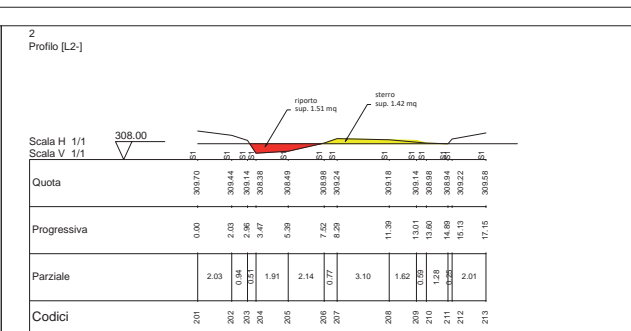 2
Profilo [L2-]
riporto
sup. 1.51 mq
sterro
sup. 1.42 mq
Scala H 1/1
Scala V 1/1
308.00
S1 S1 S1 S1 S1 S1 S1 S1 S1 S1 S1 S1 S1
Quota 309.70 309.44 309.14 308.38 308.49 308.98 309.24 309.18 309.14 308.98 308.94 309.22 309.58
Progressiva 0.00 2.03 2.96 3.47 5.39 7.52 8.29 11.39 13.01 13.60 14.89 15.13 17.15
Parziale 2.03 0.94 0.51 1.91 2.14 0.77 3.10 1.62 0.59 1.28 0.25 2.01
Codici 201 202 203 204 205 206 207 208 209 210 211 212 213